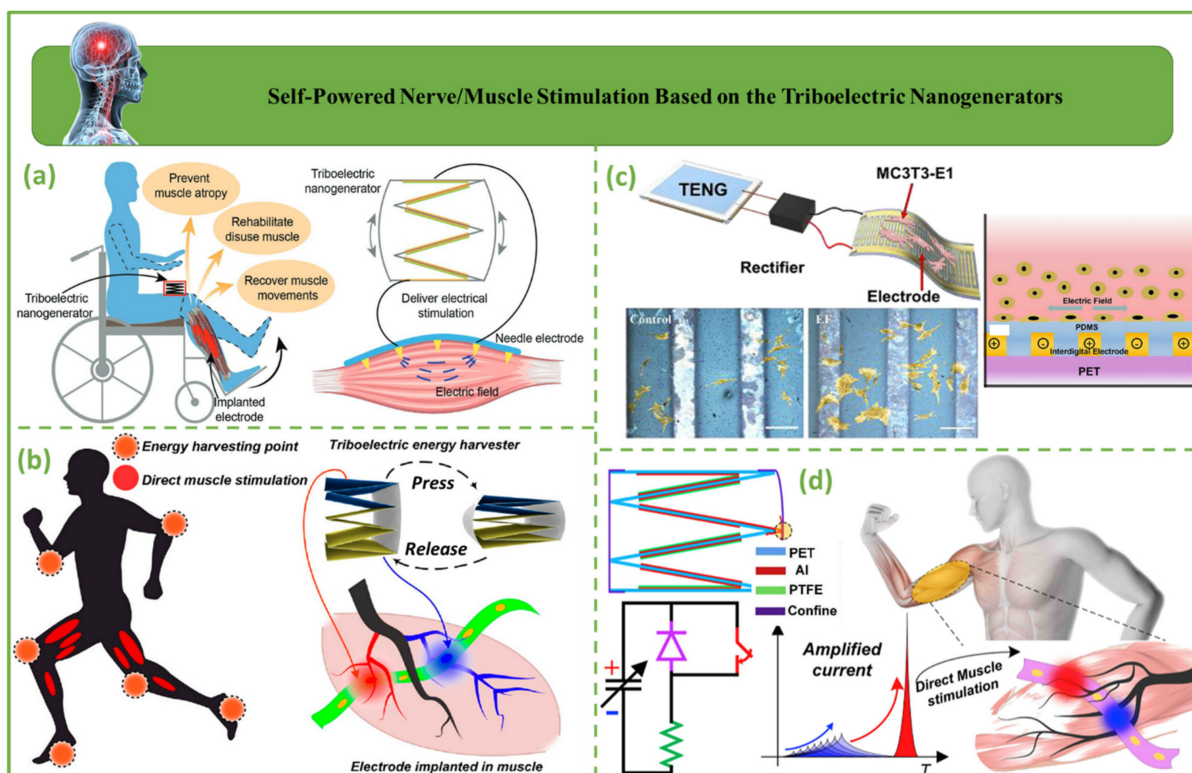 Self-Powered Nerve/Muscle Stimulation Based on the Triboelectric Nanogenerators
(a)
Prevent
muscle atropy
Rehabilitate
disuse muscle
Recover muscle
movements
Triboelectric
nanogenerator
Implanted
electrode
Triboelectric
nanogenerator
Deliver electrical
stimulation
Needle electrode
Electric field
(b)
Energy harvesting point
Direct muscle stimulation
Triboelectric energy harvester
Press
Release
Electrode implanted in muscle
(c)
TENG
MC3T3-E1
Rectifier
Electrode
Control
EF
Electric Field
PDMS
+ - + - +
Interdigital Electrode
PET
(d)
PET
Al
PTFE
Confine
+
-
Amplified
current
T
Direct Muscle
stimulation